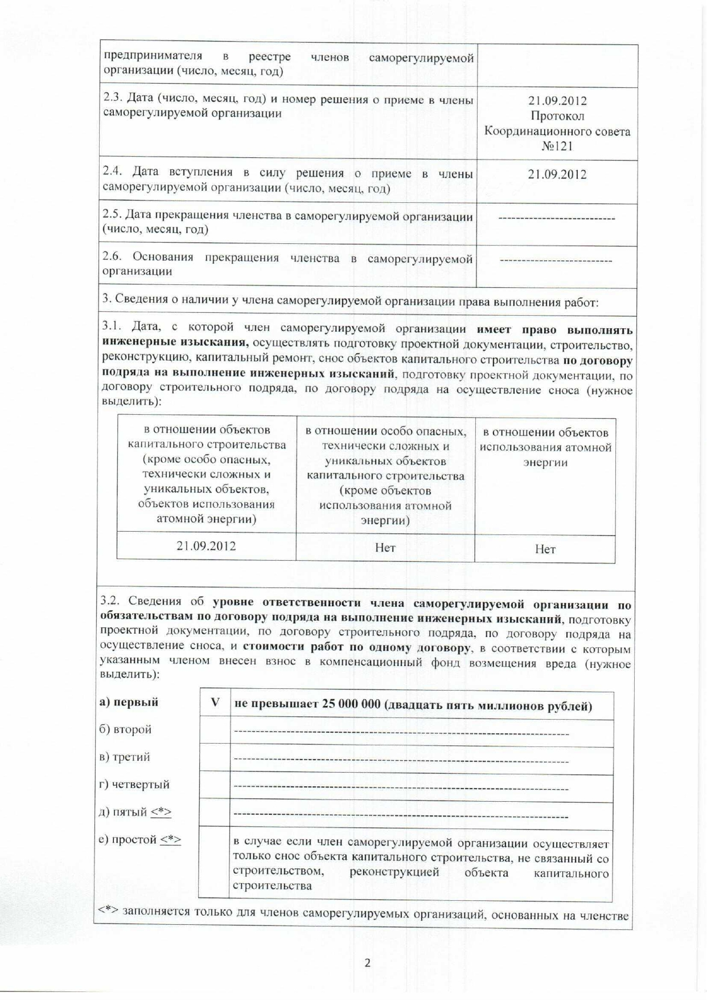 предпринимателя в реестре членов саморегулируемой
организации (число, месяц, год)
2.3. Дата (число, месяц, год) и номер решения о приеме в члены
саморегулируемой организации
21.09.2012
Протокол
Координационного совета
№121
2.4. Дата вступления в силу решения о приеме в члены
саморегулируемой организации (число, месяц, год)
21.09.2012
2.5. Дата прекращения членства в саморегулируемой организации
(число, месяц, год)
---------------------------
2.6. Основания прекращения членства в саморегулируемой
организации
--------------------------
3. Сведения о наличии у члена саморегулируемой организации права выполнения работ:
3.1. Дата, с которой член саморегулируемой организации имеет право выполнять
инженерные изыскания, осуществлять подготовку проектной документации, строительство,
реконструкцию, капитальный ремонт, снос объектов капитального строительства по договору
подряда на выполнение инженерных изысканий, подготовку проектной документации, по
договору строительного подряда, по договору подряда на осуществление сноса (нужное
выделить):
в отношении объектов
капитального строительства
(кроме особо опасных,
технически сложных и
уникальных объектов,
объектов использования
атомной энергии)
в отношении особо опасных,
технически сложных и
уникальных объектов
капитального строительства
(кроме объектов
использования атомной
энергии)
в отношении объектов
использования атомной
энергии
21.09.2012
Нет
Нет
3.2. Сведения об уровне ответственности члена саморегулируемой организации по
обязательствам по договору подряда на выполнение инженерных изысканий, подготовку
проектной документации, по договору строительного подряда, по договору подряда на
осуществление сноса, и стоимости работ по одному договору, в соответствии с которым
указанным членом внесен взнос в компенсационный фонд возмещения вреда (нужное
выделить):
а) первый
V
не превышает 25 000 000 (двадцать пять миллионов рублей)
б) второй
------------------------------------------------------------------------------
в) третий
------------------------------------------------------------------------------
г) четвертый
------------------------------------------------------------------------------
д) пятый <*>
------------------------------------------------------------------------------
е) простой <*>
в случае если член саморегулируемой организации осуществляет
только снос объекта капитального строительства, не связанный со
строительством, реконструкцией объекта капитального
строительства
<*> заполняется только для членов саморегулируемых организаций, основанных на членстве
2